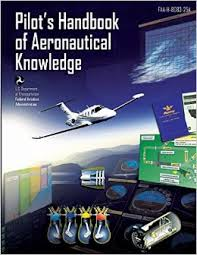 FAA-H-8083-25A
Pilot's Handbook
of Aeronautical
Knowledge
U.S. Department
of Transportation
Federal Aviation
Administration